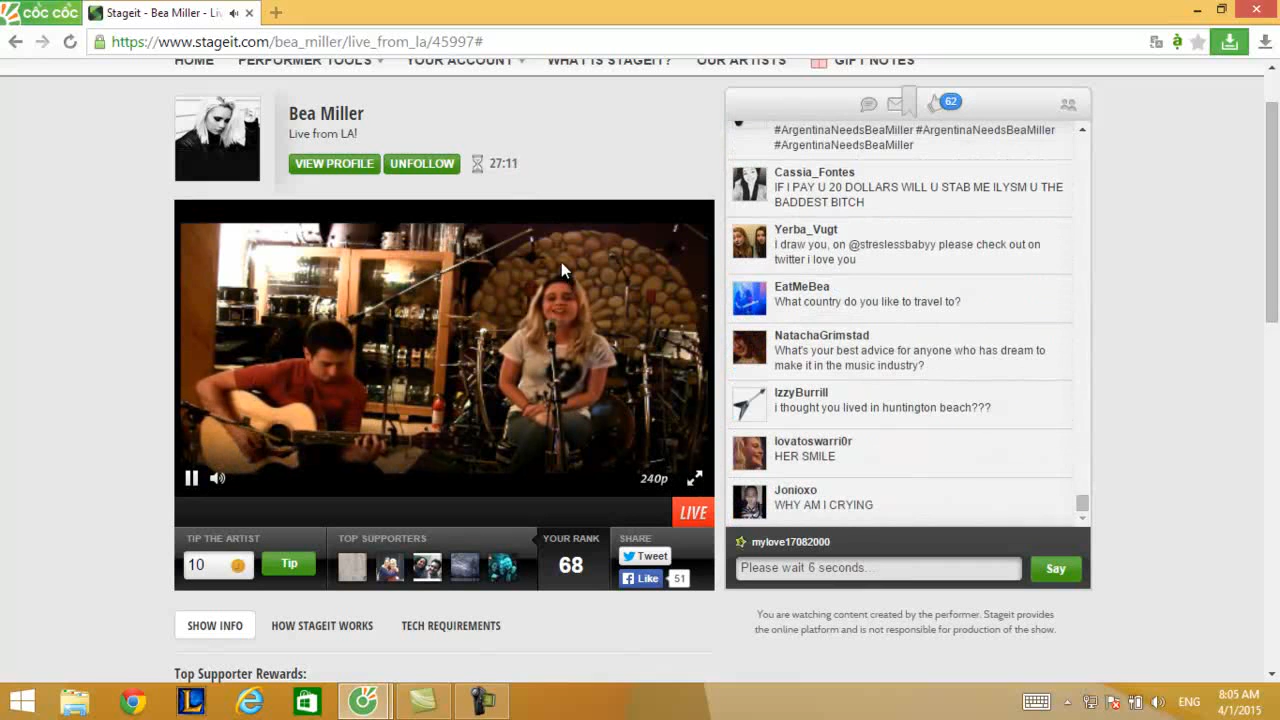 cốc cốc
Stageit - Bea Miller - Li
https://www.stageit.com/bea_miller/live_from_la/45997#
HOME PERFORMER TOOLS YOUR ACCOUNT WHAT IS STAGEIT? OUR ARTISTS GIFT NOTES
Bea Miller
Live from LA!
VIEW PROFILE UNFOLLOW 27:11
240p
LIVE
TIP THE ARTIST
10 Tip
TOP SUPPORTERS
YOUR RANK
68
SHARE
Tweet
Like 51
62
#ArgentinaNeedsBeaMiller #ArgentinaNeedsBeaMiller
#ArgentinaNeedsBeaMiller
Cassia_Fontes
IF I PAY U 20 DOLLARS WILL U STAB ME ILYSM U THE
BADDEST BITCH
Yerba_Vugt
I draw you, on @streslessbabyy please check out on
twitter i love you
EatMeBea
What country do you like to travel to?
NatachaGrimstad
What's your best advice for anyone who has dream to
make it in the music industry?
IzzyBurrill
i thought you lived in huntington beach???
lovatoswarri0r
HER SMILE
Jonioxo
WHY AM I CRYING
mylove17082000
Please wait 6 seconds... Say
You are watching content created by the performer. Stageit provides
the online platform and is not responsible for production of the show.
SHOW INFO HOW STAGEIT WORKS TECH REQUIREMENTS
Top Supporter Rewards:
ENG
8:05 AM
4/1/2015